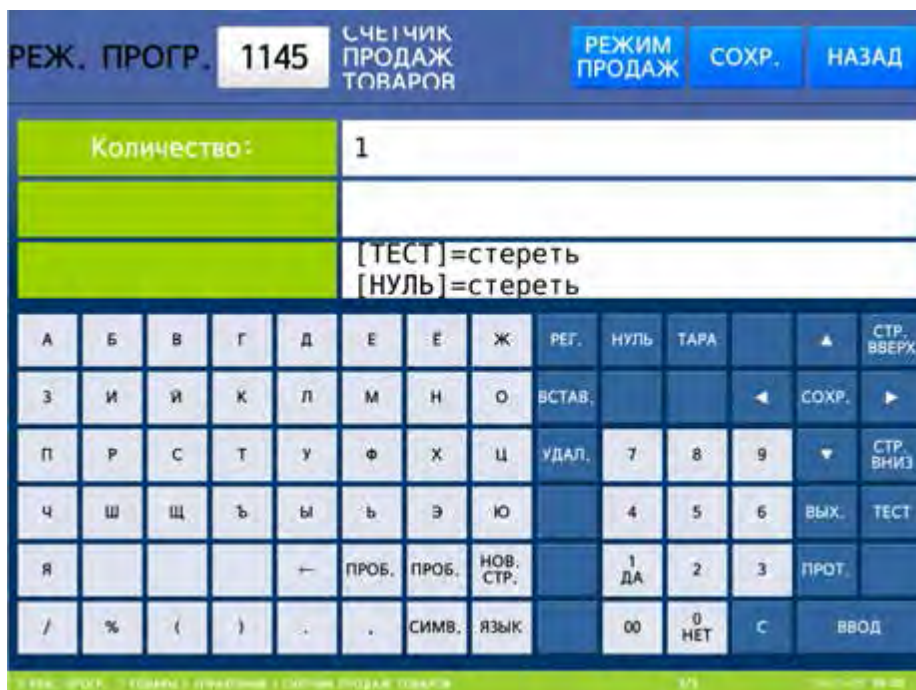 РЕЖ. ПРОГР. 1145 СЧЕТЧИК ПРОДАЖ ТОВАРОВ РЕЖИМ ПРОДАЖ СОХР. НАЗАД
Количество: 1
[ТЕСТ]=стереть
[НУЛЬ]=стереть
А Б В Г Д Е Ё Ж РЕГ. НУЛЬ ТАРА ▲ СТР. ВВЕРХ
З И Й К Л М Н О ВСТАВ. ◀ СОХР. ▶
П Р С Т У Ф Х Ц УДАЛ. 7 8 9 ▼ СТР. ВНИЗ
Ч Ш Щ Ъ Ы Ь Э Ю 4 5 6 ВЫХ. ТЕСТ
Я ← ПРОБ. ПРОБ. НОВ. СТР. 1 ДА 2 3 ПРОТ.
/ % ( ) . . СИМВ. ЯЗЫК 00 0 НЕТ С ВВОД